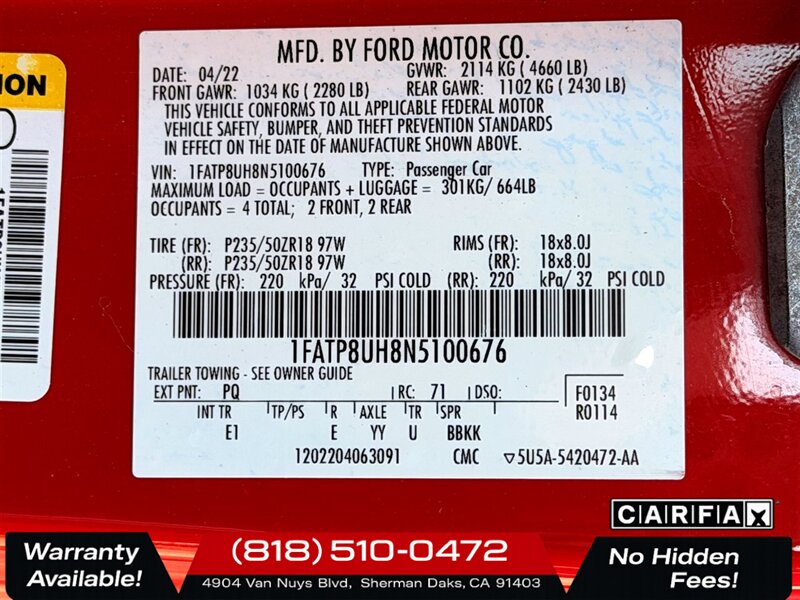 MFD. BY FORD MOTOR CO.
DATE: 04/22 GVWR: 2114 KG ( 4660 LB)
FRONT GAWR: 1034 KG ( 2280 LB) REAR GAWR: 1102 KG ( 2430 LB)
THIS VEHICLE CONFORMS TO ALL APPLICABLE FEDERAL MOTOR
VEHICLE SAFETY, BUMPER, AND THEFT PREVENTION STANDARDS
IN EFFECT ON THE DATE OF MANUFACTURE SHOWN ABOVE.
VIN: 1FATP8UH8N5100676 TYPE: Passenger Car
MAXIMUM LOAD = OCCUPANTS + LUGGAGE = 301KG/ 664LB
OCCUPANTS = 4 TOTAL; 2 FRONT, 2 REAR
TIRE (FR): P235/50ZR18 97W RIMS (FR): 18x8.0J
(RR): P235/50ZR18 97W (RR): 18x8.0J
PRESSURE (FR): 220 kPa/ 32 PSI COLD (RR): 220 kPa/ 32 PSI COLD
1FATP8UH8N5100676
TRAILER TOWING - SEE OWNER GUIDE
EXT PNT: PQ RC: 71 DSO: F0134
INT TR TP/PS R AXLE TR SPR R0114
E1 E YY U BBKK
1202204063091 CMC ▽5U5A-5420472-AA
ION
CARFAX
Warranty Available!
(818) 510-0472
4904 Van Nuys Blvd, Sherman Daks, CA 91403
No Hidden Fees!